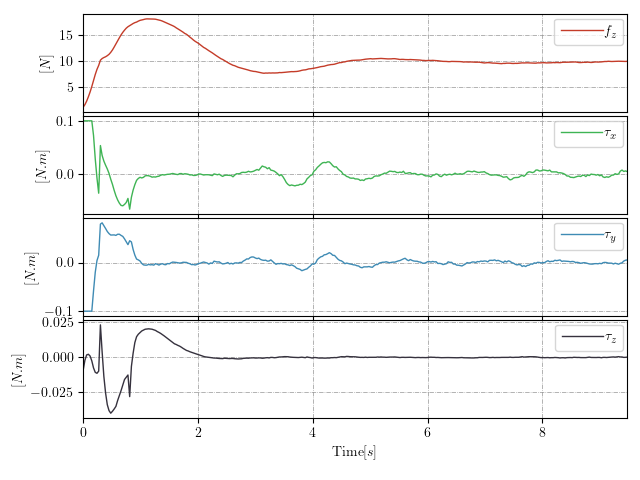 15
10
5
[N]
f_z
0.1
0.0
[N.m]
τ_x
0.0
−0.1
[N.m]
τ_y
0.025
0.000
−0.025
[N.m]
τ_z
0 2 4 6 8
Time[s]